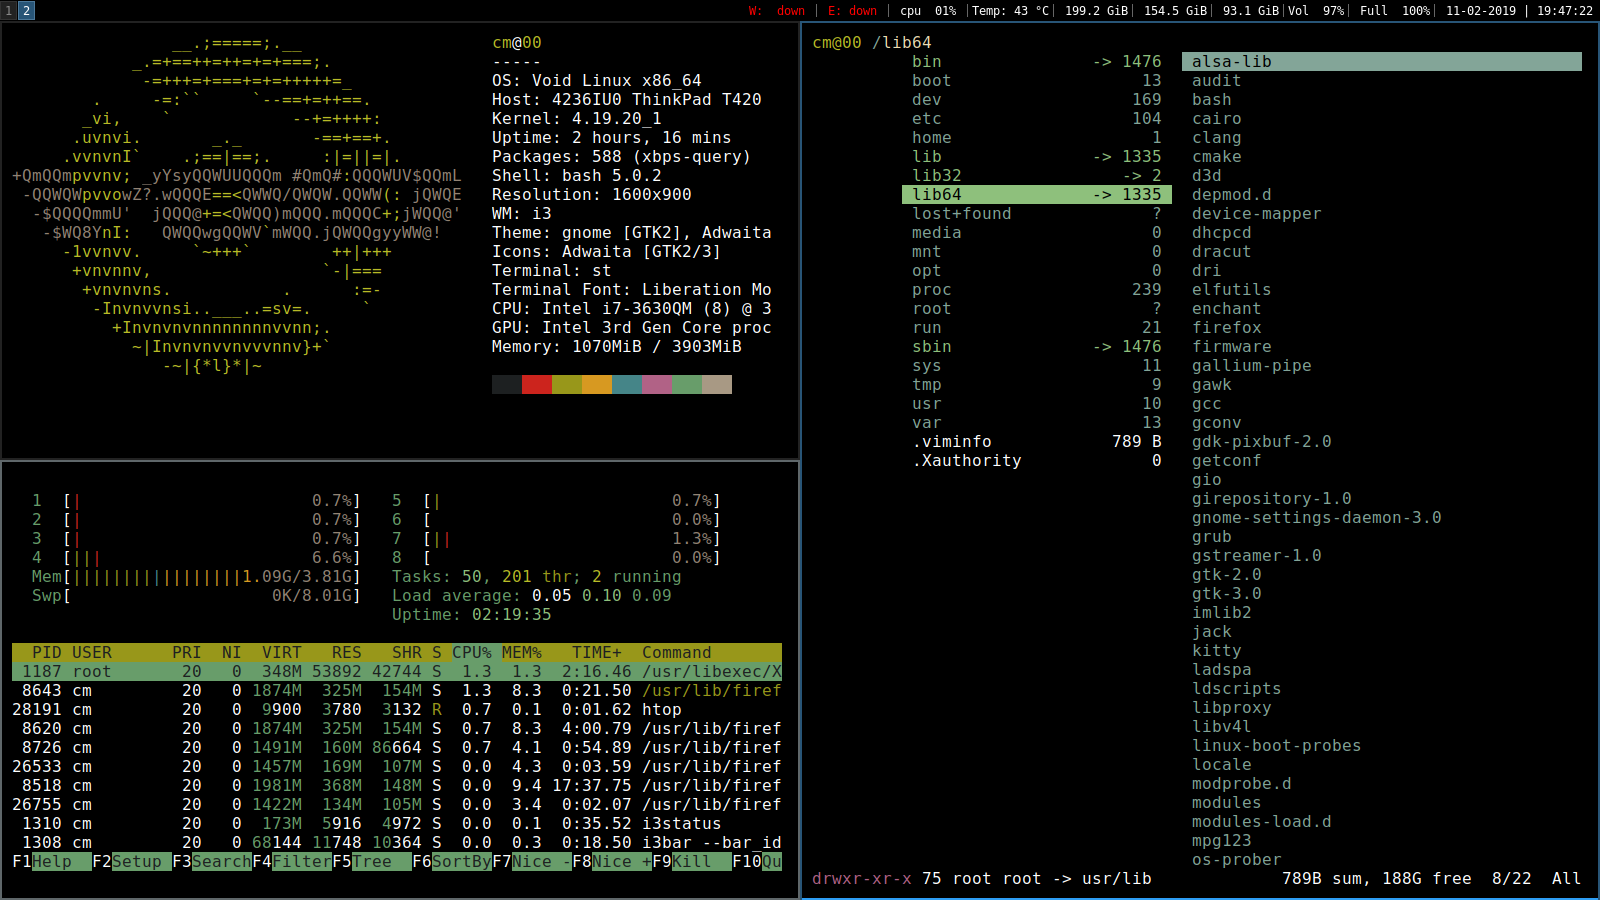 1 2 W: down | E: down | cpu 01% |Temp: 43 °C| 199.2 GiB| 154.5 GiB| 93.1 GiB|Vol 97%| Full 100%| 11-02-2019 | 19:47:22
__.;=====;.__
_.=+==++=++=+=+===;.
-=+++=+===+=+=+++++=_
. -=:`` `--==+=++==.
_vi, ` --+=++++:
.uvnvi. _._ -==+==+.
.vvnvnI` .;==|==;. :|=||=|.
+QmQQmpvvnv; _yYsyQQWUUQQQm #QmQ#:QQQWUV$QQmL
-QQWQWpvvowZ?.wQQQE==<QWWQ/QWQW.QQWW(: jQWQE
-$QQQQmmU' jQQQ@+=<QWQQ)mQQQ.mQQQC+;jWQQ@'
-$WQ8YnI: QWQQwgQQWV`mWQQ.jQWQQgyyWW@!
-1vvnvv. `~+++` ++|+++
+vnvnnv, `-|===
+vnvnvns. . :=-
-Invnvvnsi..___..=sv=. `
+Invnvnvnnnnnnnnvvnn;.
~|Invnvnvvnvvvnnv}+`
-~|{*l}*|~
cm@00
-----
OS: Void Linux x86_64
Host: 4236IU0 ThinkPad T420
Kernel: 4.19.20_1
Uptime: 2 hours, 16 mins
Packages: 588 (xbps-query)
Shell: bash 5.0.2
Resolution: 1600x900
WM: i3
Theme: gnome [GTK2], Adwaita
Icons: Adwaita [GTK2/3]
Terminal: st
Terminal Font: Liberation Mo
CPU: Intel i7-3630QM (8) @ 3
GPU: Intel 3rd Gen Core proc
Memory: 1070MiB / 3903MiB
1 [| 0.7%] 5 [| 0.7%]
2 [| 0.7%] 6 [ 0.0%]
3 [| 0.7%] 7 [|| 1.3%]
4 [||| 6.6%] 8 [ 0.0%]
Mem[|||||||||||||||||1.09G/3.81G] Tasks: 50, 201 thr; 2 running
Swp[ 0K/8.01G] Load average: 0.05 0.10 0.09
Uptime: 02:19:35
PID USER PRI NI VIRT RES SHR S CPU% MEM% TIME+ Command
1187 root 20 0 348M 53892 42744 S 1.3 1.3 2:16.46 /usr/libexec/X
8643 cm 20 0 1874M 325M 154M S 1.3 8.3 0:21.50 /usr/lib/firef
28191 cm 20 0 9900 3780 3132 R 0.7 0.1 0:01.62 htop
8620 cm 20 0 1874M 325M 154M S 0.7 8.3 4:00.79 /usr/lib/firef
8726 cm 20 0 1491M 160M 86664 S 0.7 4.1 0:54.89 /usr/lib/firef
26533 cm 20 0 1457M 169M 107M S 0.0 4.3 0:03.59 /usr/lib/firef
8518 cm 20 0 1981M 368M 148M S 0.0 9.4 17:37.75 /usr/lib/firef
26755 cm 20 0 1422M 134M 105M S 0.0 3.4 0:02.07 /usr/lib/firef
1310 cm 20 0 173M 5916 4972 S 0.0 0.1 0:35.52 i3status
1308 cm 20 0 68144 11748 10364 S 0.0 0.3 0:18.50 i3bar --bar_id
F1Help F2Setup F3SearchF4FilterF5Tree F6SortByF7Nice -F8Nice +F9Kill F10Qu
cm@00 /lib64
bin -> 1476
boot 13
dev 169
etc 104
home 1
lib -> 1335
lib32 -> 2
lib64 -> 1335
lost+found ?
media 0
mnt 0
opt 0
proc 239
root ?
run 21
sbin -> 1476
sys 11
tmp 9
usr 10
var 13
.viminfo 789 B
.Xauthority 0
alsa-lib
audit
bash
cairo
clang
cmake
d3d
depmod.d
device-mapper
dhcpcd
dracut
dri
elfutils
enchant
firefox
firmware
gallium-pipe
gawk
gcc
gconv
gdk-pixbuf-2.0
getconf
gio
girepository-1.0
gnome-settings-daemon-3.0
grub
gstreamer-1.0
gtk-2.0
gtk-3.0
imlib2
jack
kitty
ladspa
ldscripts
libproxy
libv4l
linux-boot-probes
locale
modprobe.d
modules
modules-load.d
mpg123
os-prober
drwxr-xr-x 75 root root -> usr/lib 789B sum, 188G free 8/22 All